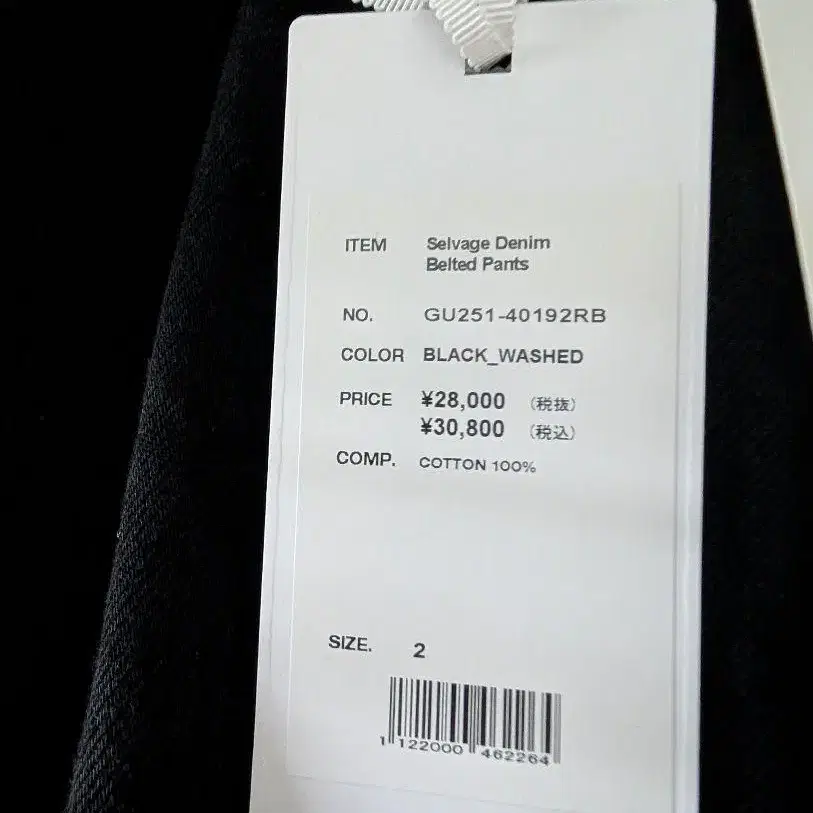 ITEM Selvage Denim
Belted Pants
NO. GU251-40192RB
COLOR BLACK_WASHED
PRICE ¥28,000 (税抜)
¥30,800 (税込)
COMP. COTTON 100%
SIZE. 2
1 122000 462264